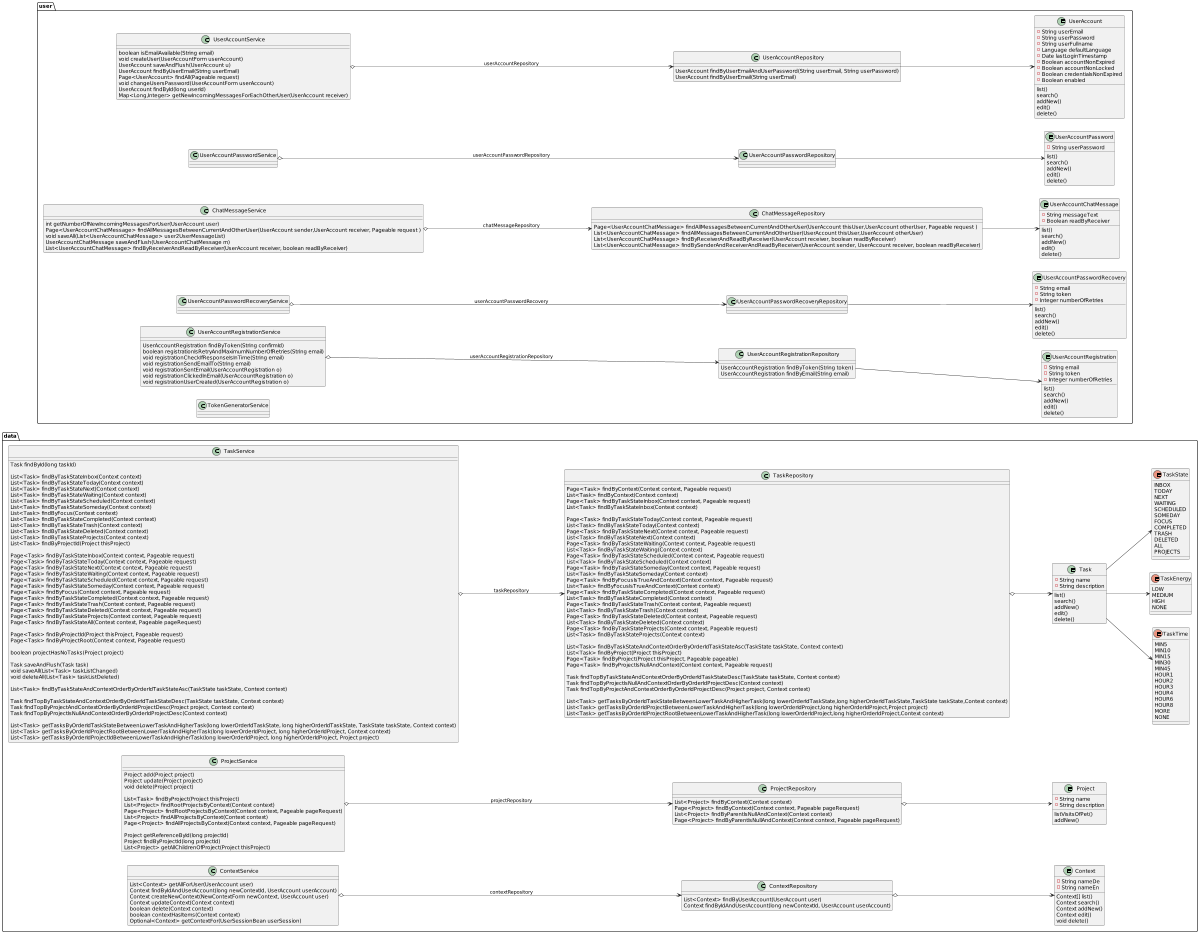 user
UserAccountService
boolean isEmailAvailable(String email)
void createUser(UserAccountForm userAccount)
UserAccount saveAndFlush(UserAccount u)
UserAccount findByUserEmail(String userEmail)
Page<UserAccount> findAll(Pageable request)
void changeUsersPassword(UserAccountForm userAccount)
UserAccount findById(long userid)
Map<Long,Integer> getNewIncomingMessagesForEachOtherUser(UserAccount receiver)
userAccountRepository
UserAccountRepository
UserAccount findByUserEmailAndUserPassword(String userEmail, String userPassword)
UserAccount findByUserEmail(String userEmail)
UserAccount
String userEmail
String userPassword
String userFullname
Language defaultLanguage
Date lastLoginTimestamp
Boolean accountNonExpired
Boolean accountNonLocked
Boolean credentialsNonExpired
Boolean enabled
list()
search()
addNew()
edit()
delete()
UserAccountPasswordService
userAccountPasswordRepository
UserAccountPasswordRepository
UserAccountPassword
String userPassword
list()
search()
addNew()
edit()
delete()
ChatMessageService
int getNumberOfNewIncomingMessagesForUser(UserAccount user)
Page<UserAccountChatMessage> findAllMessagesBetweenCurrentAndOtherUser(UserAccount sender,UserAccount receiver, Pageable request )
void saveAll(List<UserAccountChatMessage> user2UserMessageList)
UserAccountChatMessage saveAndFlush(UserAccountChatMessage m)
List<UserAccountChatMessage> findByReceiverAndReadByReceiver(UserAccount receiver, boolean readByReceiver)
chatMessageRepository
ChatMessageRepository
Page<UserAccountChatMessage> findAllMessagesBetweenCurrentAndOtherUser(UserAccount thisUser,UserAccount otherUser, Pageable request )
List<UserAccountChatMessage> findAllMessagesBetweenCurrentAndOtherUser(UserAccount thisUser,UserAccount otherUser)
List<UserAccountChatMessage> findByReceiverAndReadByReceiver(UserAccount receiver, boolean readByReceiver)
List<UserAccountChatMessage> findBySenderAndReceiverAndReadByReceiver(UserAccount sender, UserAccount receiver, boolean readByReceiver)
UserAccountChatMessage
String messageText
Boolean readByReceiver
list()
search()
addNew()
edit()
delete()
UserAccountPasswordRecoveryService
userAccountPasswordRecovery
UserAccountPasswordRecoveryRepository
UserAccountPasswordRecovery
String email
String token
Integer numberOfRetries
list()
search()
addNew()
edit()
delete()
UserAccountRegistrationService
UserAccountRegistration findByToken(String confirmId)
boolean registrationIsRetryAndMaximumNumberOfRetries(String email)
void registrationCheckIfResponseIsInTime(String email)
void registrationSendEmailTo(String email)
void registrationSentEmail(UserAccountRegistration o)
void registrationClickedInEmail(UserAccountRegistration o)
void registrationUserCreated(UserAccountRegistration o)
userAccountRegistrationRepository
UserAccountRegistrationRepository
UserAccountRegistration findByToken(String token)
UserAccountRegistration findByEmail(String email)
UserAccountRegistration
String email
String token
Integer numberOfRetries
list()
search()
addNew()
edit()
delete()
TokenGeneratorService
data
TaskService
Task findById(long taskId)
List<Task> findByTaskStateInbox(Context context)
List<Task> findByTaskStateToday(Context context)
List<Task> findByTaskStateNext(Context context)
List<Task> findByTaskStateWaiting(Context context)
List<Task> findByTaskStateScheduled(Context context)
List<Task> findByTaskStateSomeday(Context context)
List<Task> findByFocus(Context context)
List<Task> findByTaskStateCompleted(Context context)
List<Task> findByTaskStateTrash(Context context)
List<Task> findByTaskStateDeleted(Context context)
List<Task> findByTaskStateProjects(Context context)
List<Task> findByProjectId(Project thisProject)
Page<Task> findByTaskStateInbox(Context context, Pageable request)
Page<Task> findByTaskStateToday(Context context, Pageable request)
Page<Task> findByTaskStateNext(Context context, Pageable request)
Page<Task> findByTaskStateWaiting(Context context, Pageable request)
Page<Task> findByTaskStateScheduled(Context context, Pageable request)
Page<Task> findByTaskStateSomeday(Context context, Pageable request)
Page<Task> findByFocus(Context context, Pageable request)
Page<Task> findByTaskStateCompleted(Context context, Pageable request)
Page<Task> findByTaskStateTrash(Context context, Pageable request)
Page<Task> findByTaskStateDeleted(Context context, Pageable request)
Page<Task> findByTaskStateProjects(Context context, Pageable request)
Page<Task> findByTaskStateAll(Context context, Pageable pageRequest)
Page<Task> findByProjectId(Project thisProject, Pageable request)
Page<Task> findByProjectRoot(Context context, Pageable request)
boolean projectHasNoTasks(Project project)
Task saveAndFlush(Task task)
void saveAll(List<Task> taskListChanged)
void deleteAll(List<Task> taskListDeleted)
List<Task> findByTaskStateAndContextOrderByOrderIdTaskStateAsc(TaskState taskState, Context context)
Task findTopByTaskStateAndContextOrderByOrderIdTaskStateDesc(TaskState taskState, Context context)
Task findTopByProjectAndContextOrderByOrderIdProjectDesc(Project project, Context context)
Task findTopByProjectIsNullAndContextOrderByOrderIdProjectDesc(Context context)
List<Task> getTasksByOrderIdTaskStateBetweenLowerTaskAndHigherTask(long lowerOrderIdTaskState, long higherOrderIdTaskState, TaskState taskState, Context context)
List<Task> getTasksByOrderIdProjectRootBetweenLowerTaskAndHigherTask(long lowerOrderIdProject, long higherOrderIdProject, Context context)
List<Task> getTasksByOrderIdProjectIdBetweenLowerTaskAndHigherTask(long lowerOrderIdProject, long higherOrderIdProject, Project project)
taskRepository
TaskRepository
Page<Task> findByContext(Context context, Pageable request)
List<Task> findByContext(Context context)
Page<Task> findByTaskStateInbox(Context context, Pageable request)
List<Task> findByTaskStateInbox(Context context)
Page<Task> findByTaskStateToday(Context context, Pageable request)
List<Task> findByTaskStateToday(Context context)
Page<Task> findByTaskStateNext(Context context, Pageable request)
List<Task> findByTaskStateNext(Context context)
Page<Task> findByTaskStateWaiting(Context context, Pageable request)
List<Task> findByTaskStateWaiting(Context context)
Page<Task> findByTaskStateScheduled(Context context, Pageable request)
List<Task> findByTaskStateScheduled(Context context)
Page<Task> findByTaskStateSomeday(Context context, Pageable request)
List<Task> findByTaskStateSomeday(Context context)
Page<Task> findByFocusIsTrueAndContext(Context context, Pageable request)
List<Task> findByFocusIsTrueAndContext(Context context)
Page<Task> findByTaskStateCompleted(Context context, Pageable request)
List<Task> findByTaskStateCompleted(Context context)
Page<Task> findByTaskStateTrash(Context context, Pageable request)
List<Task> findByTaskStateTrash(Context context)
Page<Task> findByTaskStateDeleted(Context context, Pageable request)
List<Task> findByTaskStateDeleted(Context context)
Page<Task> findByTaskStateProjects(Context context, Pageable request)
List<Task> findByTaskStateProjects(Context context)
List<Task> findByTaskStateAndContextOrderByOrderIdTaskStateAsc(TaskState taskState, Context context)
List<Task> findByProject(Project thisProject)
Page<Task> findByProject(Project thisProject, Pageable pageable)
Page<Task> findByProjectIsNullAndContext(Context context, Pageable request)
Task findTopByTaskStateAndContextOrderByOrderIdTaskStateDesc(TaskState taskState, Context context)
Task findTopByProjectIsNullAndContextOrderByOrderIdProjectDesc(Context context)
Task findTopByProjectAndContextOrderByOrderIdProjectDesc(Project project, Context context)
List<Task> getTasksByOrderIdTaskStateBetweenLowerTaskAndHigherTask(long lowerOrderIdTaskState,long higherOrderIdTaskState,TaskState taskState,Context context)
List<Task> getTasksByOrderIdProjectBetweenLowerTaskAndHigherTask(long lowerOrderIdProject,long higherOrderIdProject,Project project)
List<Task> getTasksByOrderIdProjectRootBetweenLowerTaskAndHigherTask(long lowerOrderIdProject,long higherOrderIdProject,Context context)
Task
String name
String description
list()
search()
addNew()
edit()
delete()
TaskState
INBOX
TODAY
NEXT
WAITING
SCHEDULED
SOMEDAY
FOCUS
COMPLETED
TRASH
DELETED
ALL
PROJECTS
TaskEnergy
LOW
MEDIUM
HIGH
NONE
TaskTime
MIN5
MIN10
MIN15
MIN30
MIN45
HOUR1
HOUR2
HOUR3
HOUR4
HOUR6
HOUR8
MORE
NONE
ProjectService
Project add(Project project)
Project update(Project project)
void delete(Project project)
List<Task> findByProject(Project thisProject)
List<Project> findRootProjectsByContext(Context context)
Page<Project> findRootProjectsByContext(Context context, Pageable pageRequest)
List<Project> findAllProjectsByContext(Context context)
Page<Project> findAllProjectsByContext(Context context, Pageable pageRequest)
Project getReferenceById(long projectId)
Project findByProjectId(long projectId)
List<Project> getAllChildrenOfProject(Project thisProject)
projectRepository
ProjectRepository
List<Project> findByContext(Context context)
Page<Project> findByContext(Context context, Pageable pageRequest)
List<Project> findByParentIsNullAndContext(Context context)
Page<Project> findByParentIsNullAndContext(Context context, Pageable pageRequest)
Project
String name
String description
listVisitsOfPet()
addNew()
ContextService
List<Context> getAllForUser(UserAccount user)
Context findByIdAndUserAccount(long newContextId, UserAccount userAccount)
Context createNewContext(NewContextForm newContext, UserAccount user)
Context updateContext(Context context)
boolean delete(Context context)
boolean contextHasItems(Context context)
Optional<Context> getContextFor(UserSessionBean userSession)
contextRepository
ContextRepository
List<Context> findByUserAccount(UserAccount user)
Context findByIdAndUserAccount(long newContextId, UserAccount userAccount)
Context
String nameDe
String nameEn
Context[] list()
Context search()
Context addNew()
Context edit()
void delete()